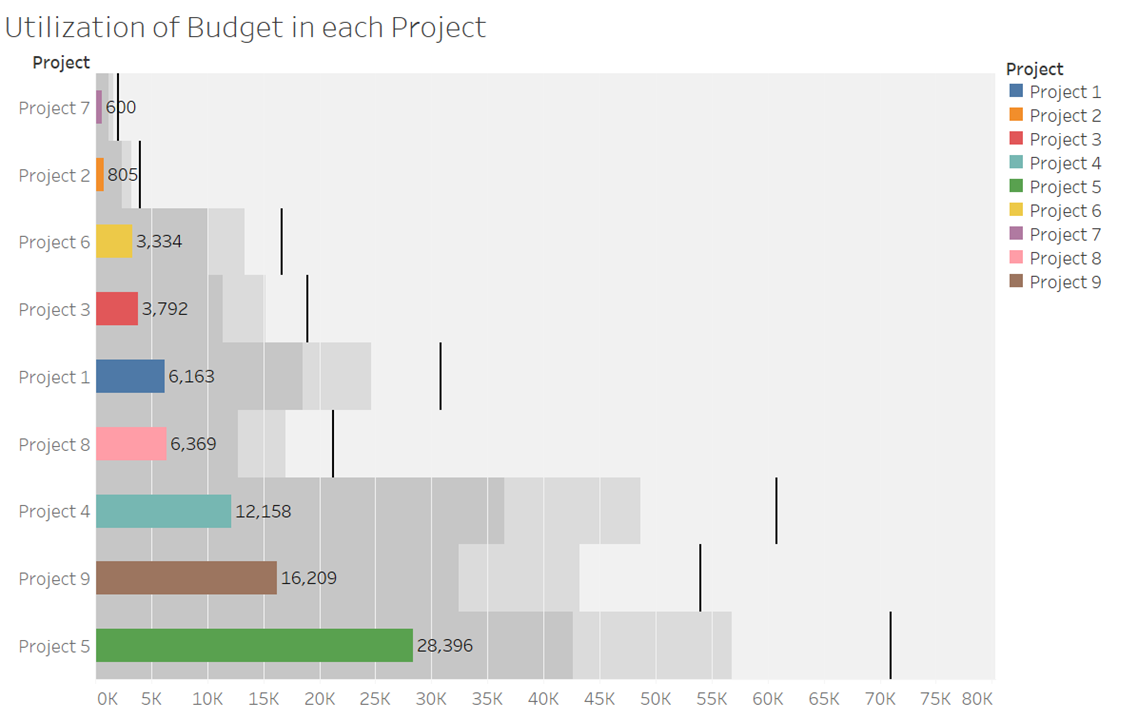 Utilization of Budget in each Project
Project
Project 7
600
Project 2
805
Project 6
3,334
Project 3
3,792
Project 1
6,163
Project 8
6,369
Project 4
12,158
Project 9
16,209
Project 5
28,396
0K 5K 10K 15K 20K 25K 30K 35K 40K 45K 50K 55K 60K 65K 70K 75K 80K
Project
Project 1
Project 2
Project 3
Project 4
Project 5
Project 6
Project 7
Project 8
Project 9